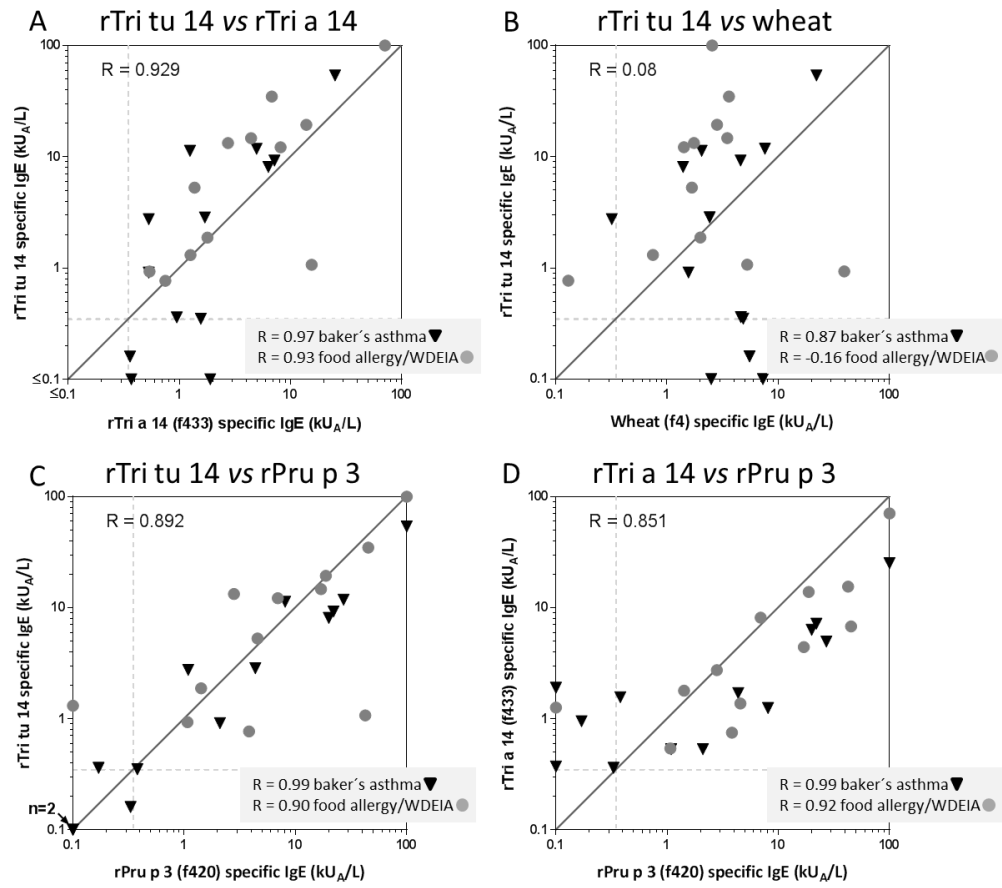 A
rTri tu 14 vs rTri a 14
100
10
1
≤0.1
rTri tu 14 specific IgE (kUA/L)
R = 0.929
R = 0.97 baker´s asthma
R = 0.93 food allergy/WDEIA
≤0.1
1
10
100
rTri a 14 (f433) specific IgE (kUA/L)
B
rTri tu 14 vs wheat
100
10
1
0.1
rTri tu 14 specific IgE (kUA/L)
R = 0.08
R = 0.87 baker´s asthma
R = -0.16 food allergy/WDEIA
0.1
1
10
100
Wheat (f4) specific IgE (kUA/L)
C
rTri tu 14 vs rPru p 3
100
10
1
0.1
rTri tu 14 specific IgE (kUA/L)
R = 0.892
n=2
R = 0.99 baker´s asthma
R = 0.90 food allergy/WDEIA
0.1
1
10
100
rPru p 3 (f420) specific IgE (kUA/L)
D
rTri a 14 vs rPru p 3
100
10
1
0.1
rTri a 14 (f433) specific IgE (kUA/L)
R = 0.851
R = 0.99 baker´s asthma
R = 0.92 food allergy/WDEIA
0.1
1
10
100
rPru p 3 (f420) specific IgE (kUA/L)